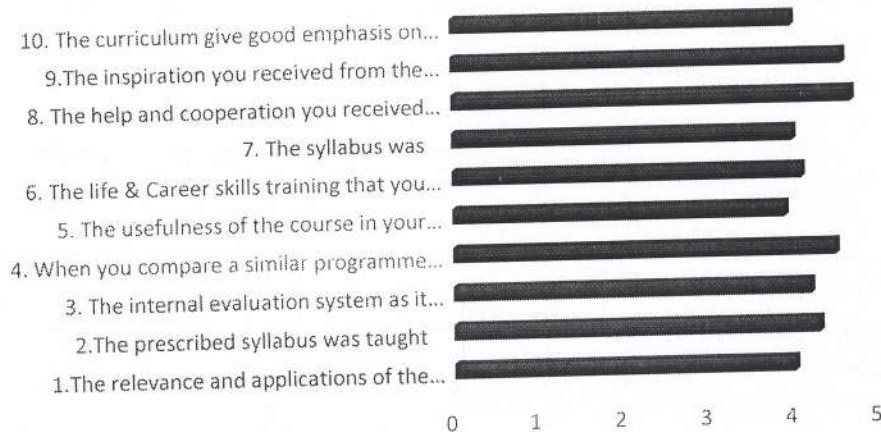 10. The curriculum give good emphasis on...
9.The inspiration you received from the...
8. The help and cooperation you received...
7. The syllabus was
6. The life & Career skills training that you...
5. The usefulness of the course in your...
4. When you compare a similar programme...
3. The internal evaluation system as it...
2.The prescribed syllabus was taught
1.The relevance and applications of the...
0 1 2 3 4 5